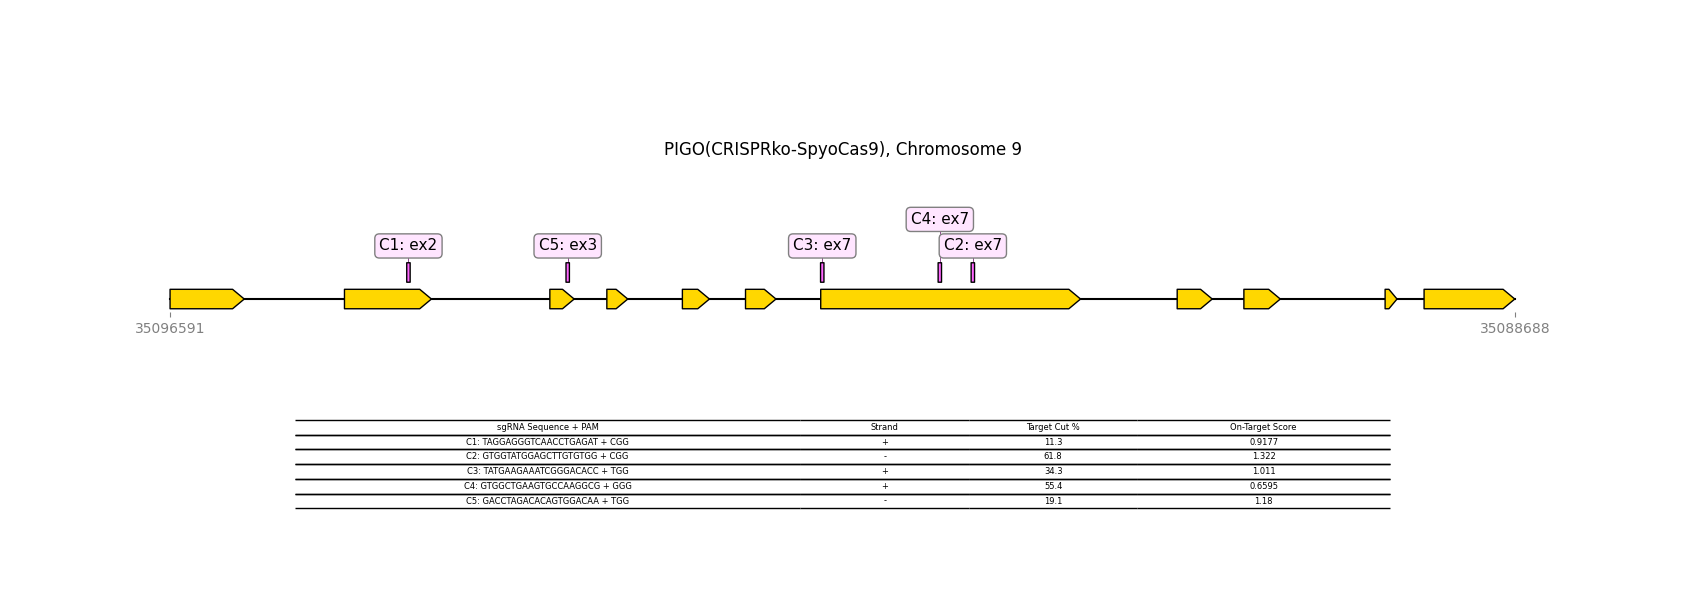 PIGO(CRISPRko-SpyoCas9), Chromosome 9
C4: ex7
C1: ex2 C5: ex3 C3: ex7 C2: ex7
35096591 35088688
sgRNA Sequence + PAM Strand Target Cut % On-Target Score
C1: TAGGAGGGTCAACCTGAGAT + CGG + 11.3 0.9177
C2: GTGGTATGGAGCTTGTGTGG + CGG - 61.8 1.322
C3: TATGAAGAAATCGGGACACC + TGG + 34.3 1.011
C4: GTGGCTGAAGTGCCAAGGCG + GGG + 55.4 0.6595
C5: GACCTAGACACAGTGGACAA + TGG - 19.1 1.18